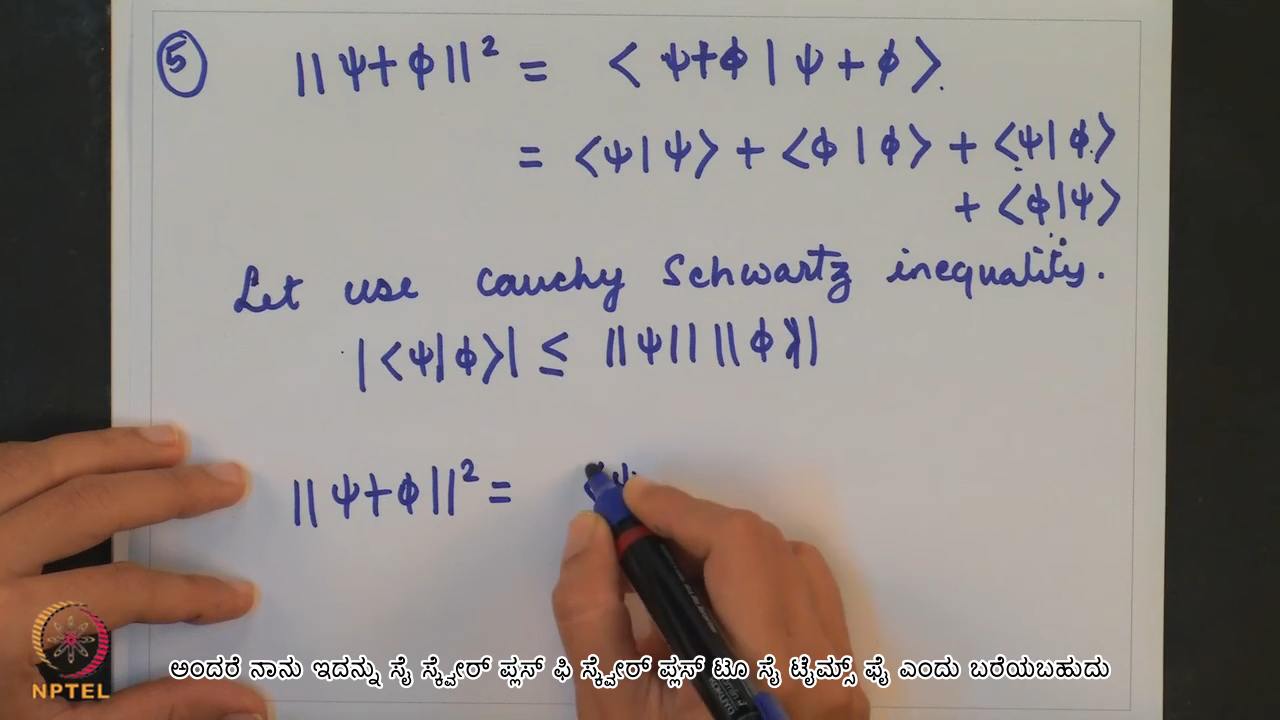 ⑤ || ψ+ φ ||² = < ψ+φ | ψ + φ >.
= <ψ|ψ> + <φ|φ> + <ψ|φ>
+ <φ|ψ>
Let use Cauchy Schwartz inequality.
|<ψ|φ>| ≤ ||ψ|| ||φ||
|| ψ+φ ||² = <ψ
NPTEL
ಅಂದರೆ ನಾನು ಇದನ್ನು ಸೈ ಸ್ಕ್ವೇರ್ ಪ್ಲಸ್ ಫಿ ಸ್ಕ್ವೇರ್ ಪ್ಲಸ್ ಟೂ ಸೈ ಟೈಮ್ಸ್ ಫೈ ಎಂದು ಬರೆಯಬಹುದು